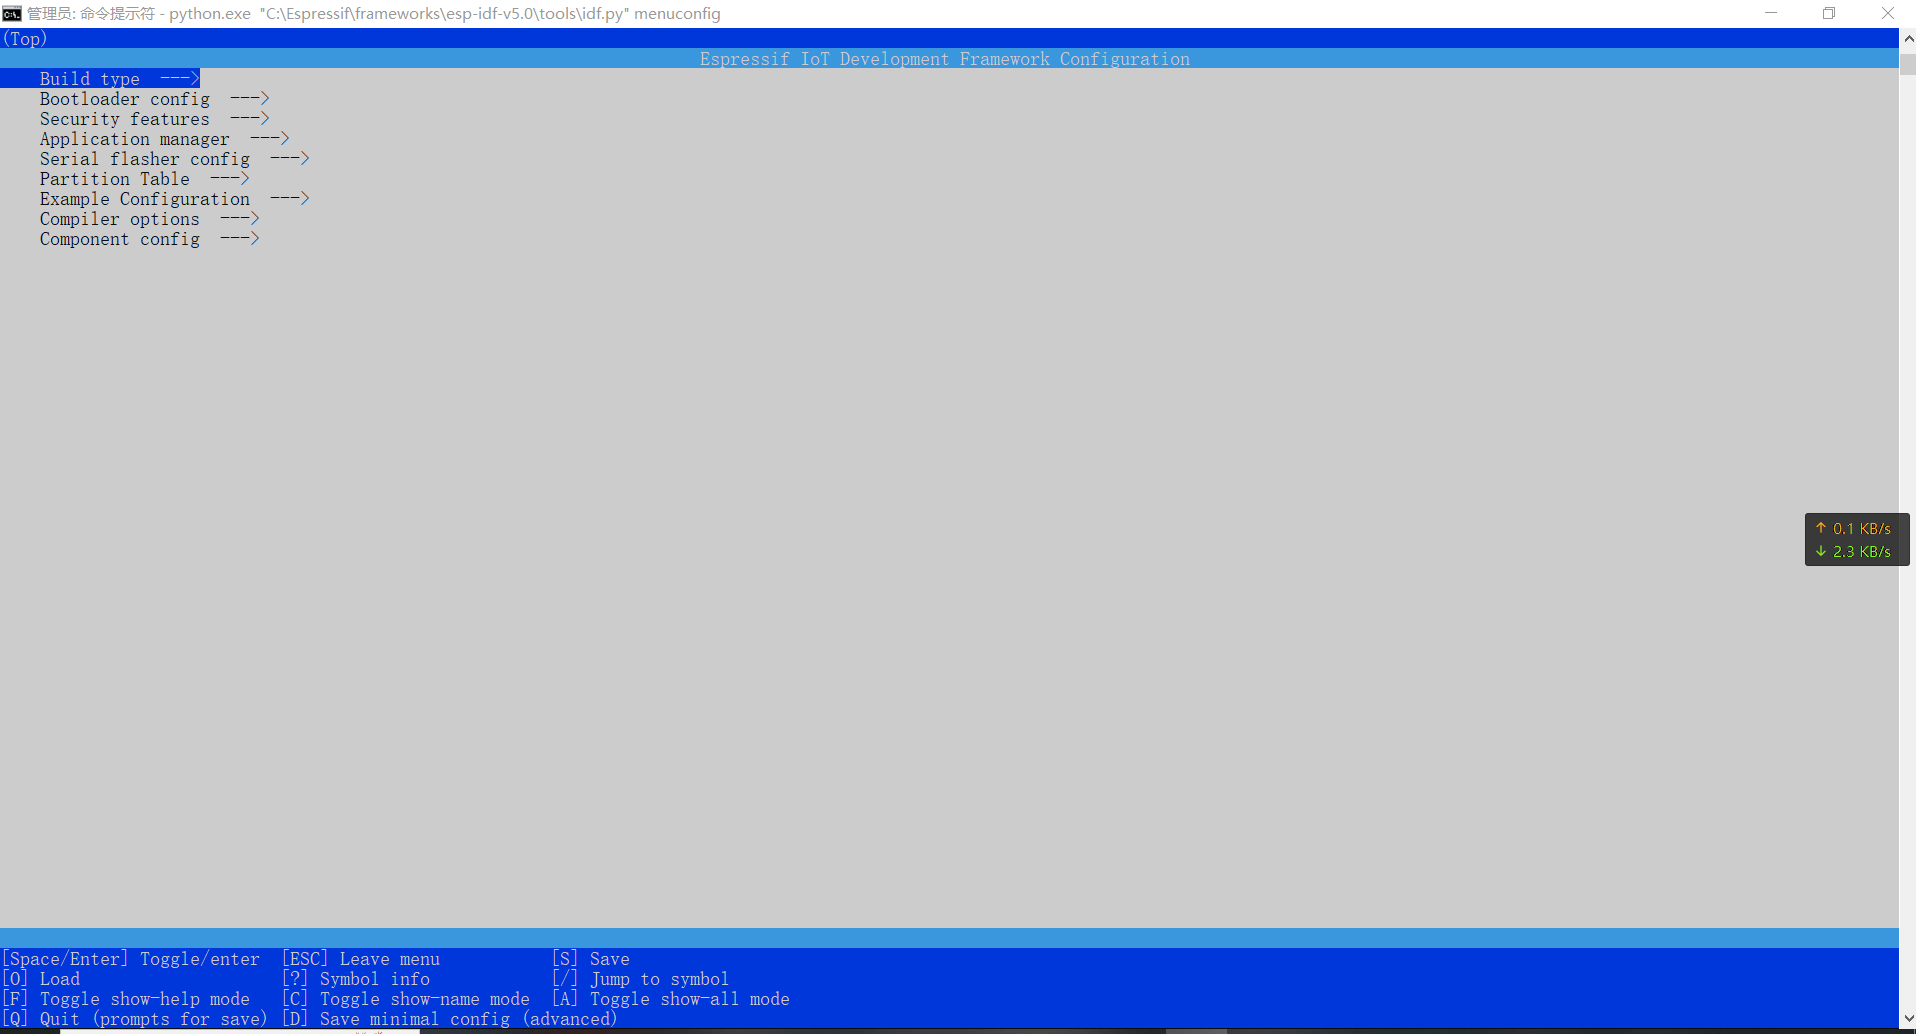 管理员: 命令提示符 - python.exe "C:\Espressif\frameworks\esp-idf-v5.0\tools\idf.py" menuconfig
(Top)
Espressif IoT Development Framework Configuration
Build type --->
Bootloader config --->
Security features --->
Application manager --->
Serial flasher config --->
Partition Table --->
Example Configuration --->
Compiler options --->
Component config --->
↑ 0.1 KB/s
↓ 2.3 KB/s
[Space/Enter] Toggle/enter [ESC] Leave menu [S] Save
[O] Load [?] Symbol info [/] Jump to symbol
[F] Toggle show-help mode [C] Toggle show-name mode [A] Toggle show-all mode
[Q] Quit (prompts for save) [D] Save minimal config (advanced)